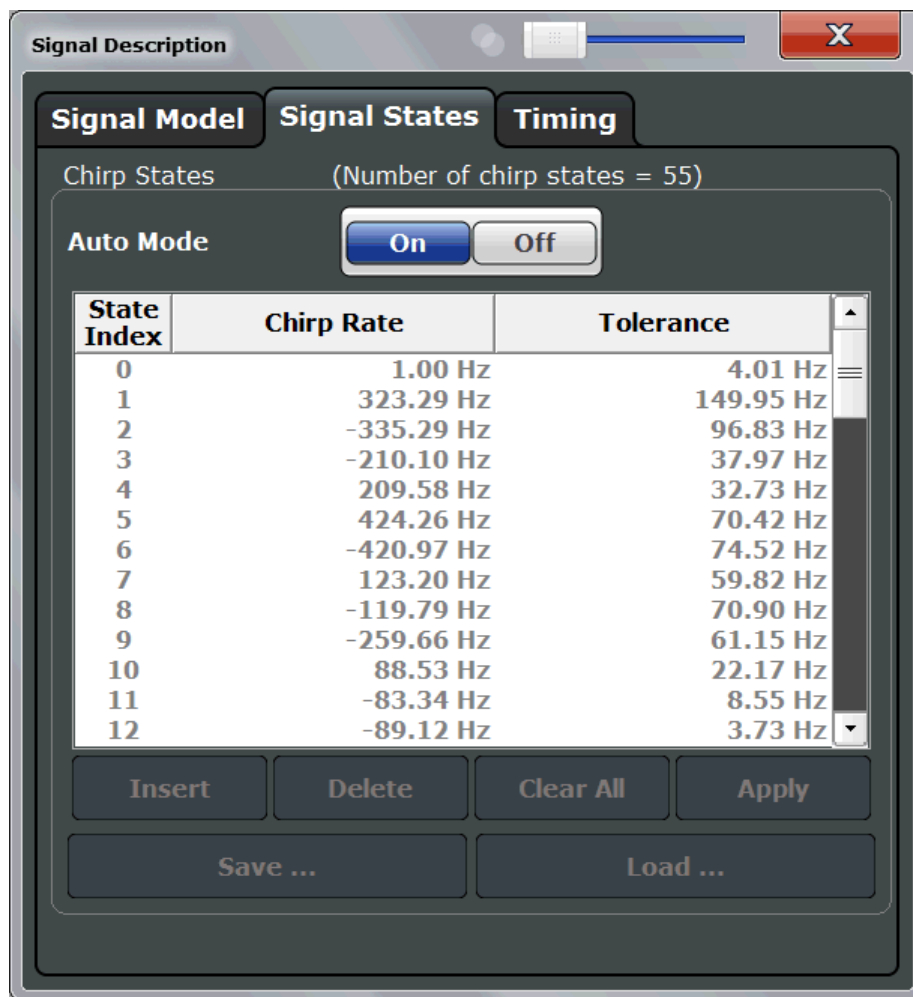 Signal Description
X
Signal Model Signal States Timing
Chirp States (Number of chirp states = 55)
Auto Mode On Off
State Index Chirp Rate Tolerance
0 1.00 Hz 4.01 Hz
1 323.29 Hz 149.95 Hz
2 -335.29 Hz 96.83 Hz
3 -210.10 Hz 37.97 Hz
4 209.58 Hz 32.73 Hz
5 424.26 Hz 70.42 Hz
6 -420.97 Hz 74.52 Hz
7 123.20 Hz 59.82 Hz
8 -119.79 Hz 70.90 Hz
9 -259.66 Hz 61.15 Hz
10 88.53 Hz 22.17 Hz
11 -83.34 Hz 8.55 Hz
12 -89.12 Hz 3.73 Hz
Insert Delete Clear All Apply
Save ... Load ...